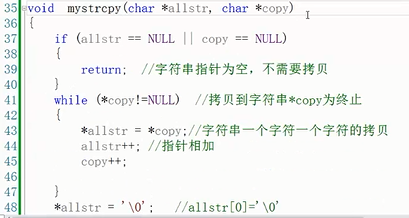 35 void mystrcpy(char *allstr, char *copy)
36 {
37 if (allstr == NULL || copy == NULL)
38 {
39 return; //字符串指针为空，不需要拷贝
40 }
41 while (*copy!=NULL) //拷贝到字符串*copy为终止
42 {
43 *allstr = *copy;//字符串一个字符一个字符的拷贝
44 allstr++; //指针相加
45 copy++;
46
47 }
48 *allstr = '\0'; //allstr[0]='\0'